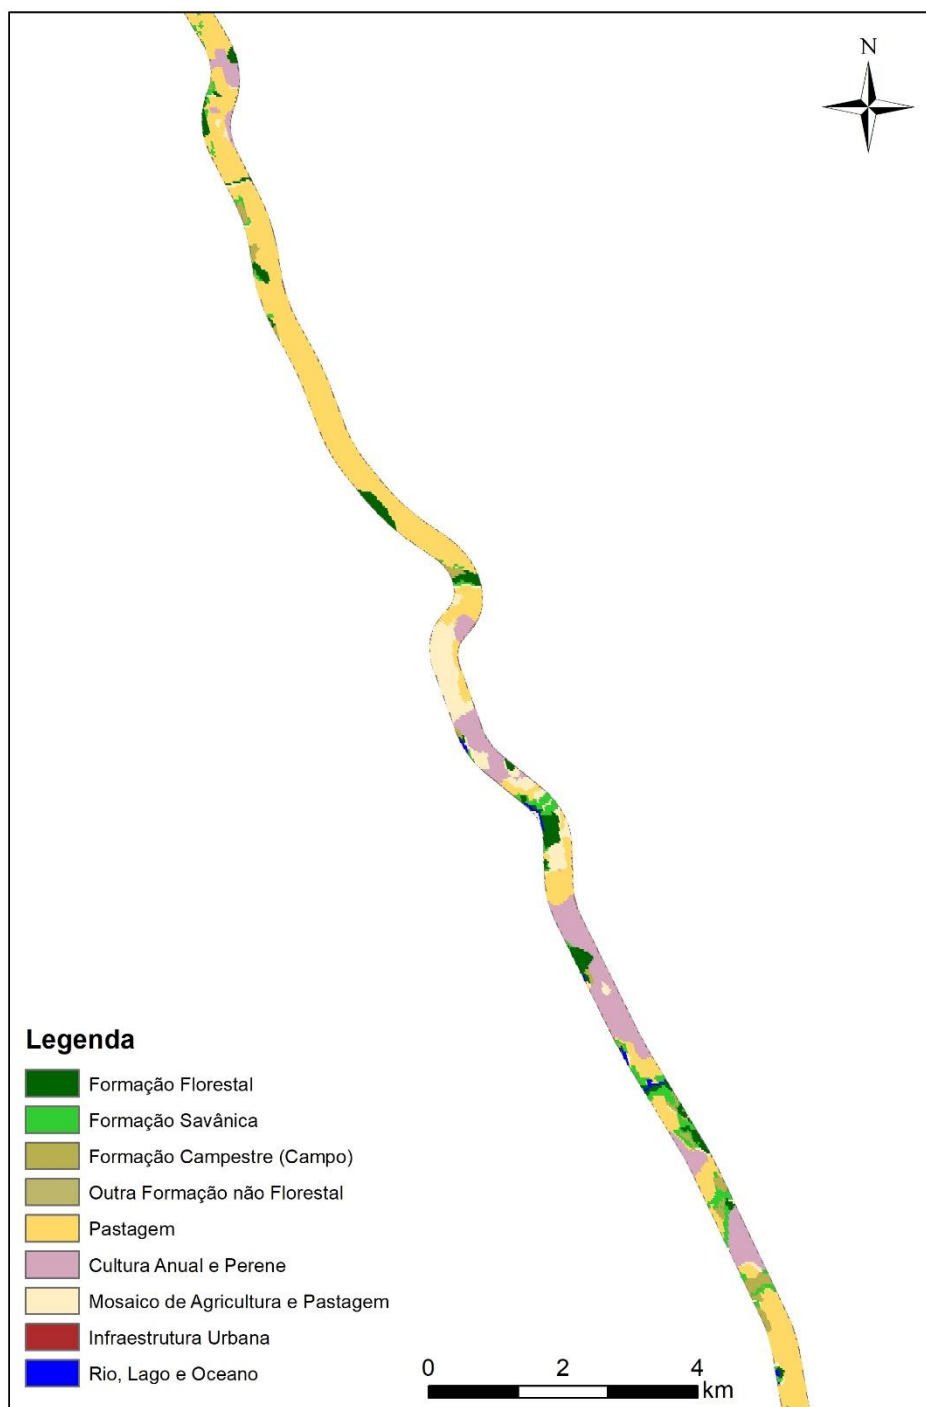 N
Legenda
Formação Florestal
Formação Savânica
Formação Campestre (Campo)
Outra Formação não Florestal
Pastagem
Cultura Anual e Perene
Mosaico de Agricultura e Pastagem
Infraestrutura Urbana
Rio, Lago e Oceano
0 2 4
km